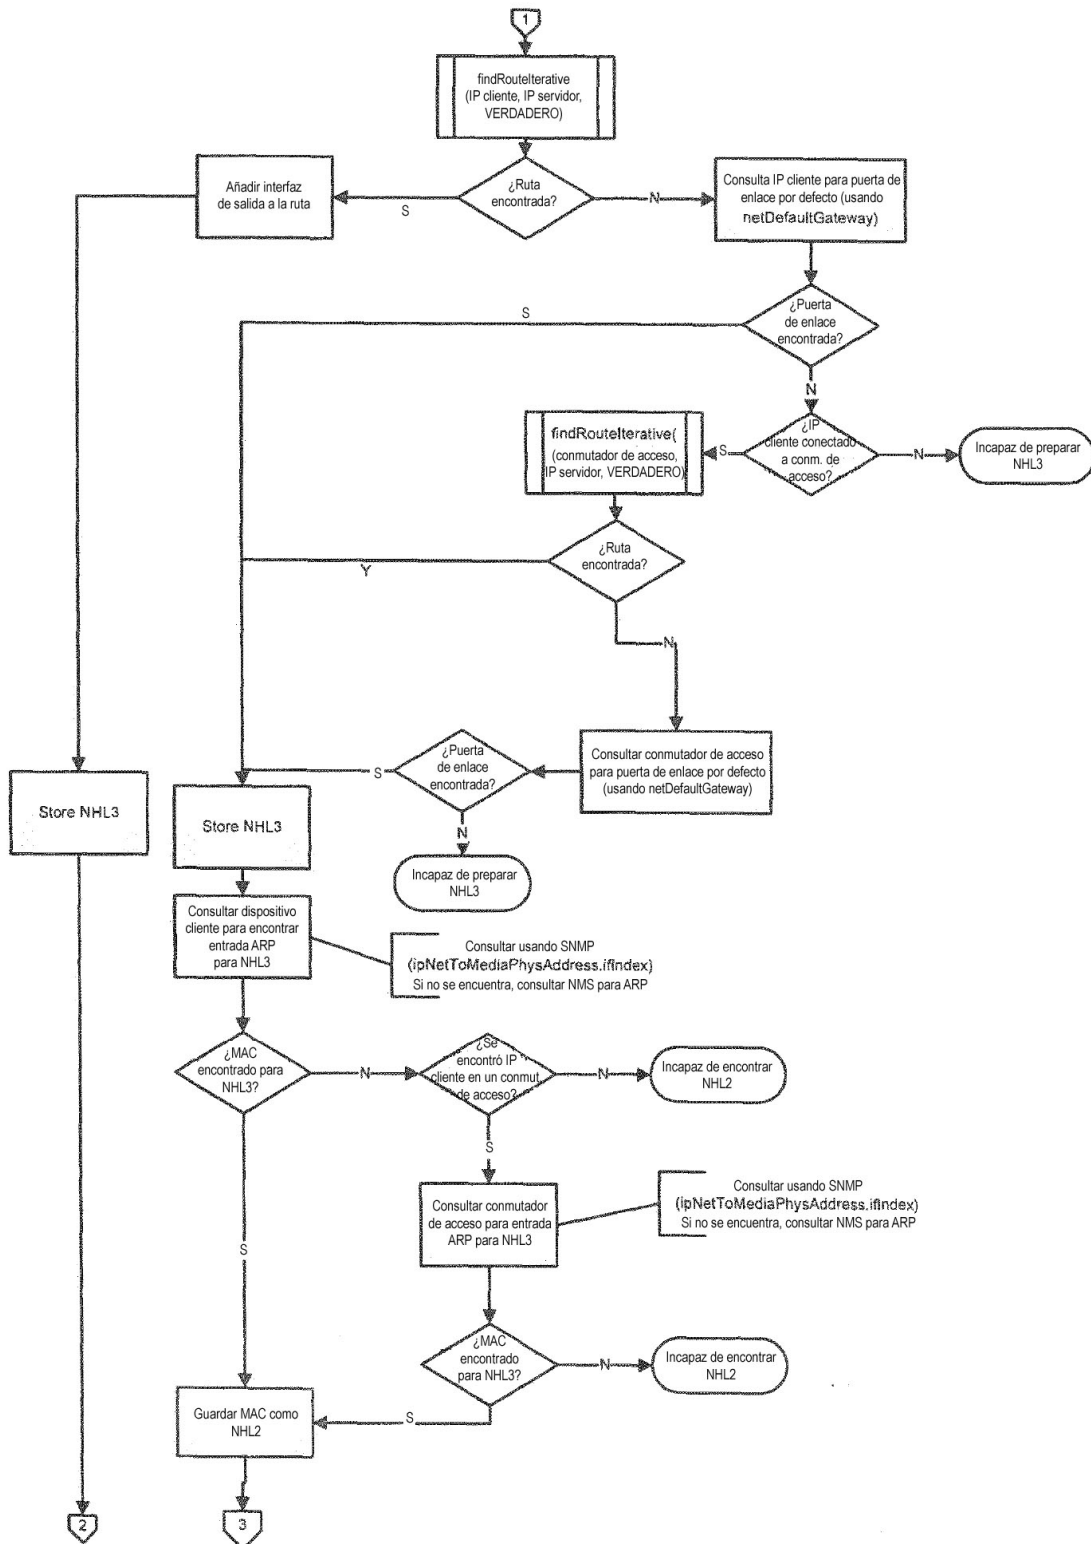 1
findRouteIterative
(IP cliente, IP servidor,
VERDADERO)
Añadir interfaz
de salida a la ruta
S
¿Ruta
encontrada?
N
Consulta IP cliente para puerta de
enlace por defecto (usando
netDefaultGateway)
S
¿Puerta
de enlace
encontrada?
N
findRouteIterative(
(conmutador de acceso,
IP servidor, VERDADERO)
S
¿IP
cliente conectado
a conm. de
acceso?
N
Incapaz de preparar
NHL3
¿Ruta
encontrada?
Y
N
Consultar conmutador de acceso
para puerta de enlace por defecto
(usando netDefaultGateway)
¿Puerta
de enlace
encontrada?
S
N
Incapaz de preparar
NHL3
Store NHL3
Store NHL3
Consultar dispositivo
cliente para encontrar
entrada ARP
para NHL3
Consultar usando SNMP
(ipNetToMediaPhysAddress.ifIndex)
Si no se encuentra, consultar NMS para ARP
¿MAC
encontrado para
NHL3?
N
¿Se
encontró IP
cliente en un conmut.
de acceso?
N
Incapaz de encontrar
NHL2
S
Consultar conmutador
de acceso para entrada
ARP para NHL3
Consultar usando SNMP
(ipNetToMediaPhysAddress.ifIndex)
Si no se encuentra, consultar NMS para ARP
S
¿MAC
encontrado
para NHL3?
N
Incapaz de encontrar
NHL2
S
Guardar MAC como
NHL2
2
3